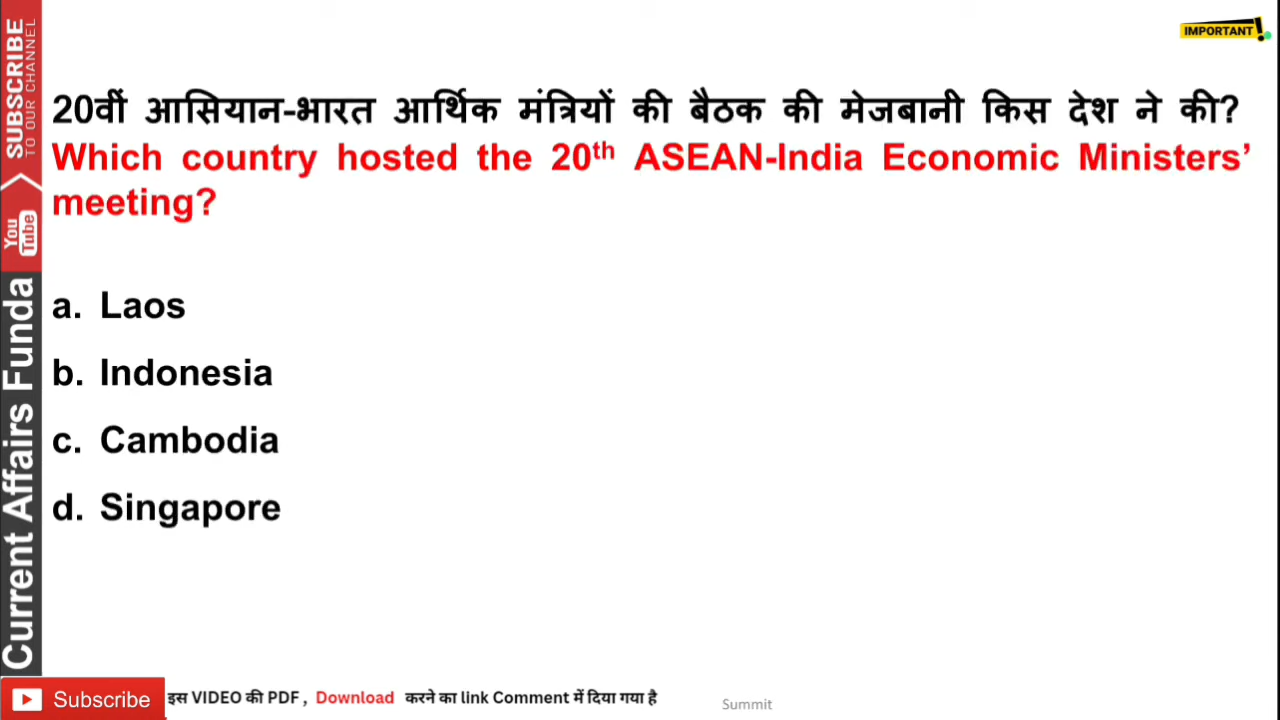 IMPORTANT!
20वीं आसियान-भारत आर्थिक मंत्रियों की बैठक की मेजबानी किस देश ने की?
Which country hosted the 20th ASEAN-India Economic Ministers’
meeting?
a. Laos
b. Indonesia
c. Cambodia
d. Singapore
SUBSCRIBE
TO OUR CHANNEL
You
Tube
Current Affairs Funda
Subscribe
इस VIDEO की PDF , Download करने का link Comment में दिया गया है
Summit